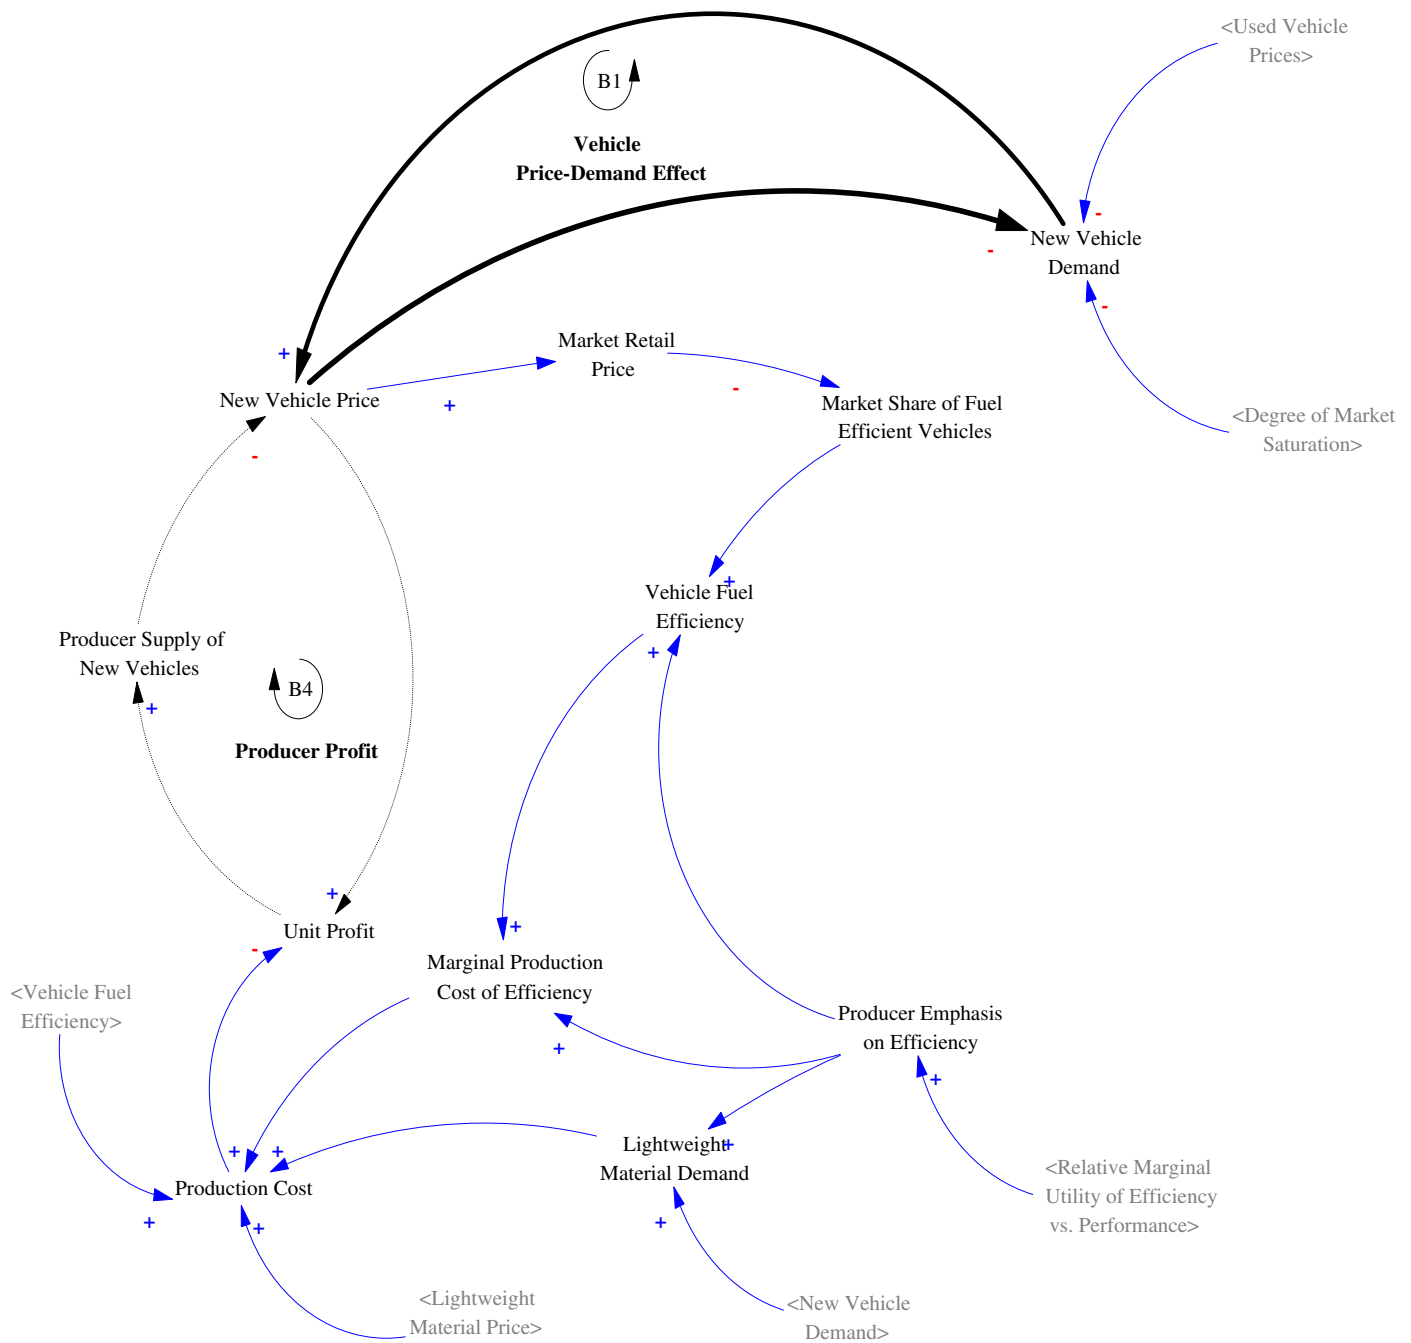 <Used Vehicle
Prices>
B1
Vehicle
Price-Demand Effect
-
New Vehicle
Demand
-
-
Market Retail
Price
+
New Vehicle Price
+
-
Market Share of Fuel
Efficient Vehicles
<Degree of Market
Saturation>
-
+
Vehicle Fuel
Efficiency
+
Producer Supply of
New Vehicles
+
B4
Producer Profit
+
Unit Profit
-
+
Marginal Production
Cost of Efficiency
<Vehicle Fuel
Efficiency>
Producer Emphasis
on Efficiency
+
+
+
+
+
Lightweight
Material Demand
Production Cost
<Relative Marginal
Utility of Efficiency
vs. Performance>
+
+
+
<Lightweight
Material Price>
<New Vehicle
Demand>